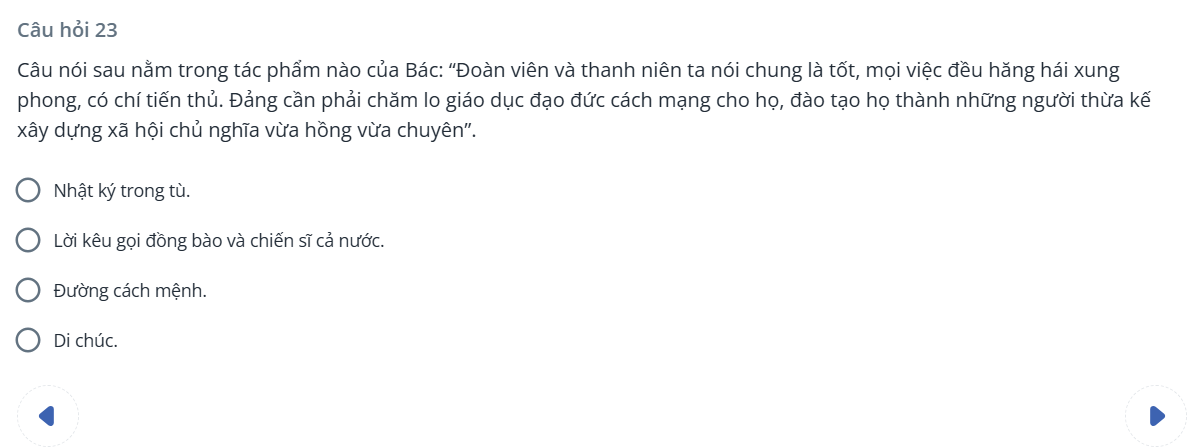 Câu hỏi 23
Câu nói sau nằm trong tác phẩm nào của Bác: “Đoàn viên và thanh niên ta nói chung là tốt, mọi việc đều hăng hái xung
phong, có chí tiến thủ. Đảng cần phải chăm lo giáo dục đạo đức cách mạng cho họ, đào tạo họ thành những người thừa kế
xây dựng xã hội chủ nghĩa vừa hồng vừa chuyên”.
Nhật ký trong tù.
Lời kêu gọi đồng bào và chiến sĩ cả nước.
Đường cách mệnh.
Di chúc.